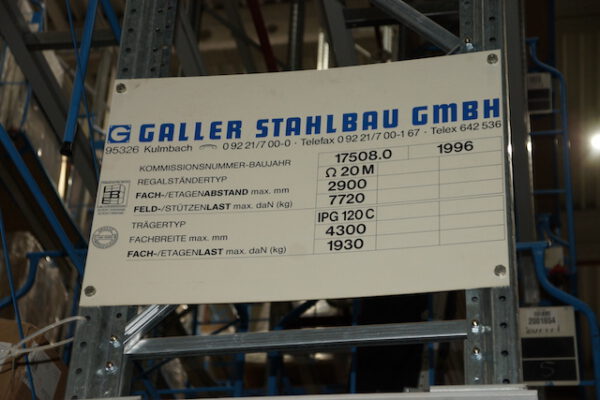 G GALLER STAHLBAU GMBH
95326 Kulmbach 0 92 21/7 00-0 · Telefax 0 92 21/7 00-1 67 · Telex 642 536
KOMMISSIONSNUMMER-BAUJAHR 17508.0 1996
REGALSTÄNDERTYP Ω 20 M
FACH-/ETAGENABSTAND max. mm 2900
FELD-/STÜTZENLAST max. daN (kg) 7720
TRÄGERTYP IPG 120 C
FACHBREITE max. mm 4300
FACH-/ETAGENLAST max. daN (kg) 1930